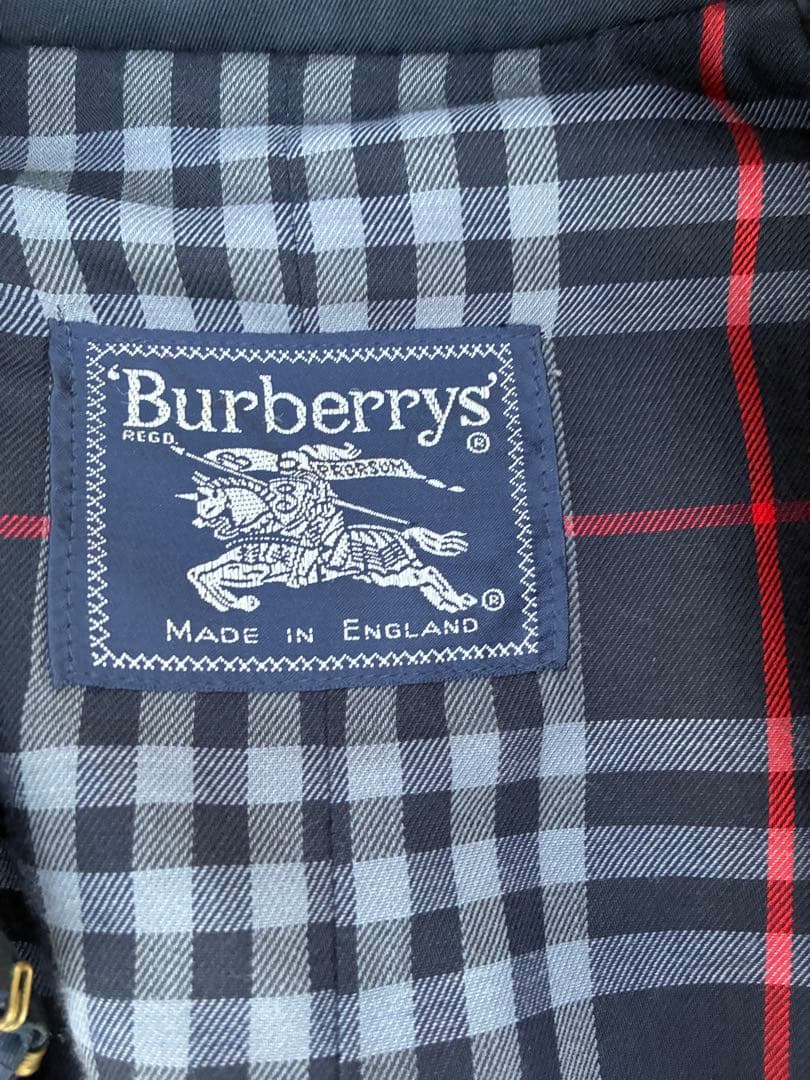 'Burberrys'
REGD. ®
PRORSUM
®
MADE IN ENGLAND